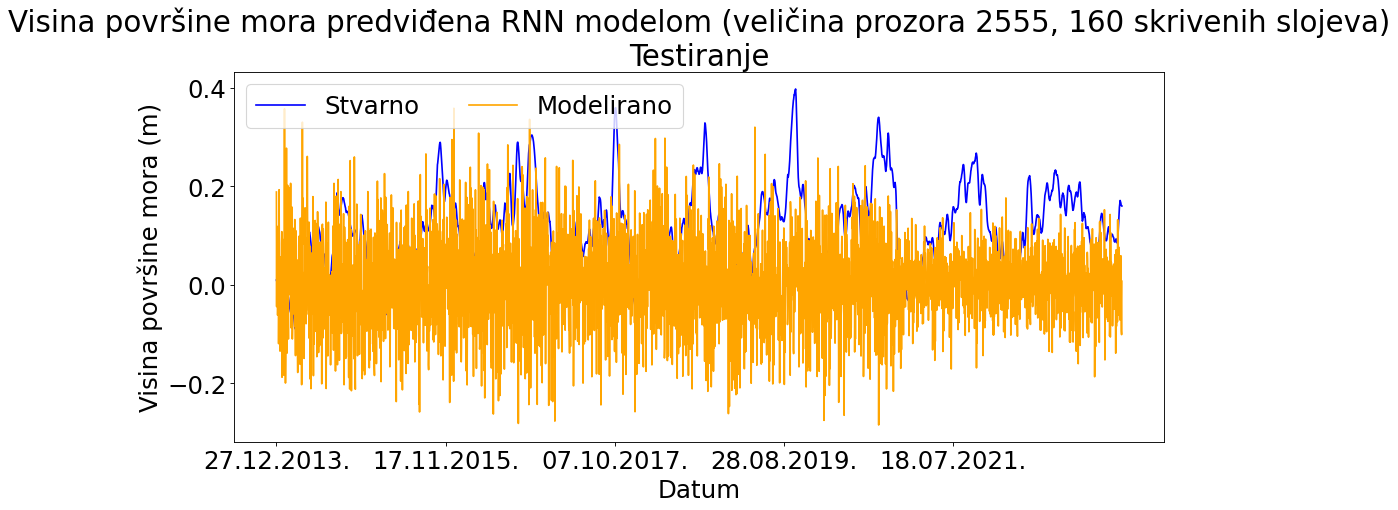 Visina površine mora predviđena RNN modelom (veličina prozora 2555, 160 skrivenih slojeva)
Testiranje
Stvarno Modelirano
Visina površine mora (m)
0.4
0.2
0.0
−0.2
27.12.2013. 17.11.2015. 07.10.2017. 28.08.2019. 18.07.2021.
Datum